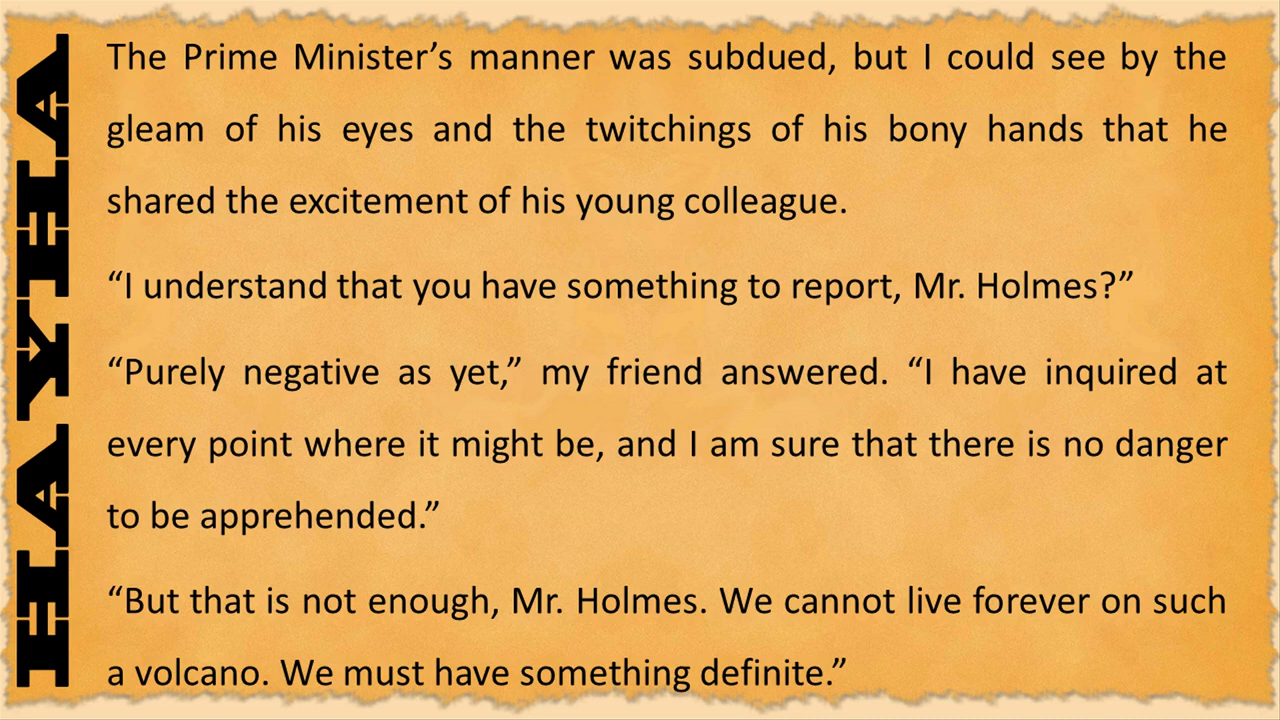 HAYHA
The Prime Minister’s manner was subdued, but I could see by the
gleam of his eyes and the twitchings of his bony hands that he
shared the excitement of his young colleague.
“I understand that you have something to report, Mr. Holmes?”
“Purely negative as yet,” my friend answered. “I have inquired at
every point where it might be, and I am sure that there is no danger
to be apprehended.”
“But that is not enough, Mr. Holmes. We cannot live forever on such
a volcano. We must have something definite.”